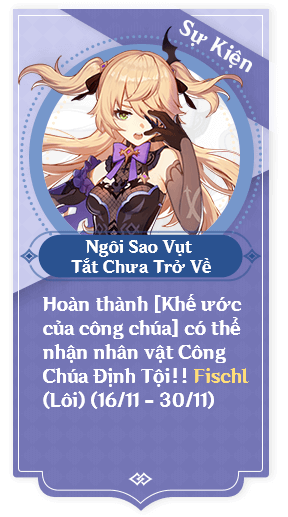 Sự Kiện
Ngôi Sao Vụt
Tắt Chưa Trở Về
Hoàn thành [Khế ước
của công chúa] có thể
nhận nhân vật Công
Chúa Định Tội!! Fischl
(Lôi) (16/11 - 30/11)